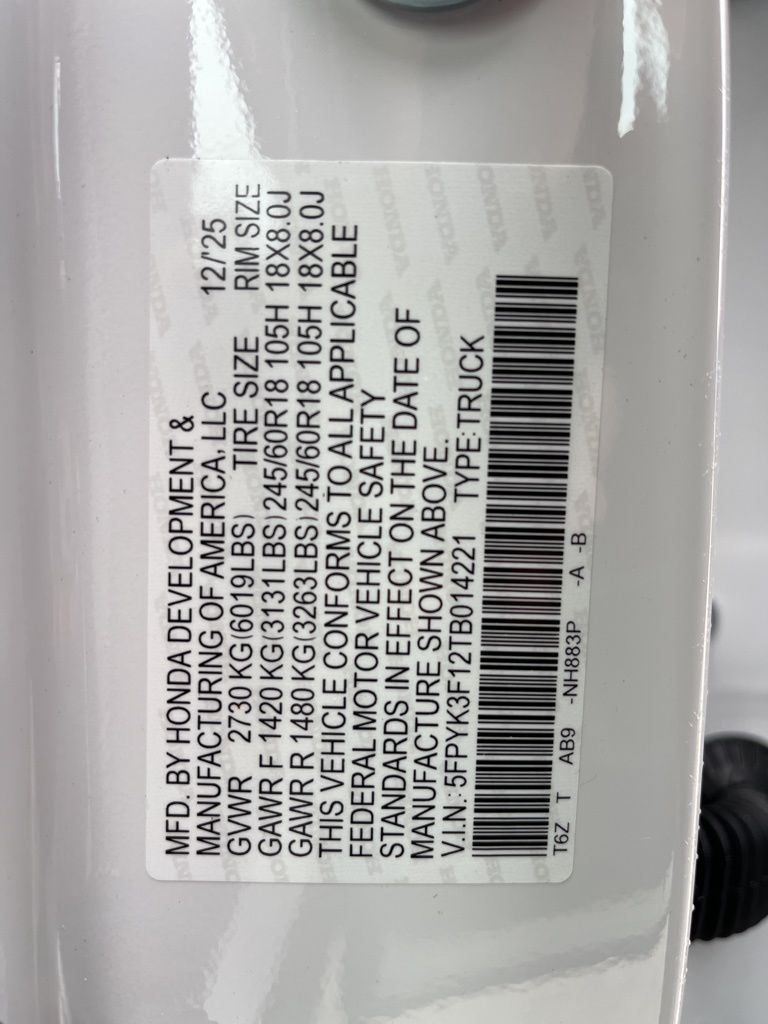 MFD. BY HONDA DEVELOPMENT &
MANUFACTURING OF AMERICA, LLC 12/'25
GVWR 2730 KG(6019LBS) TIRE SIZE RIM SIZE
GAWR F 1420 KG(3131LBS) 245/60R18 105H 18X8.0J
GAWR R 1480 KG(3263LBS) 245/60R18 105H 18X8.0J
THIS VEHICLE CONFORMS TO ALL APPLICABLE
FEDERAL MOTOR VEHICLE SAFETY
STANDARDS IN EFFECT ON THE DATE OF
MANUFACTURE SHOWN ABOVE.
V.I.N.: 5FPYK3F12TB014221 TYPE: TRUCK
T6Z T AB9 -NH883P -A -B